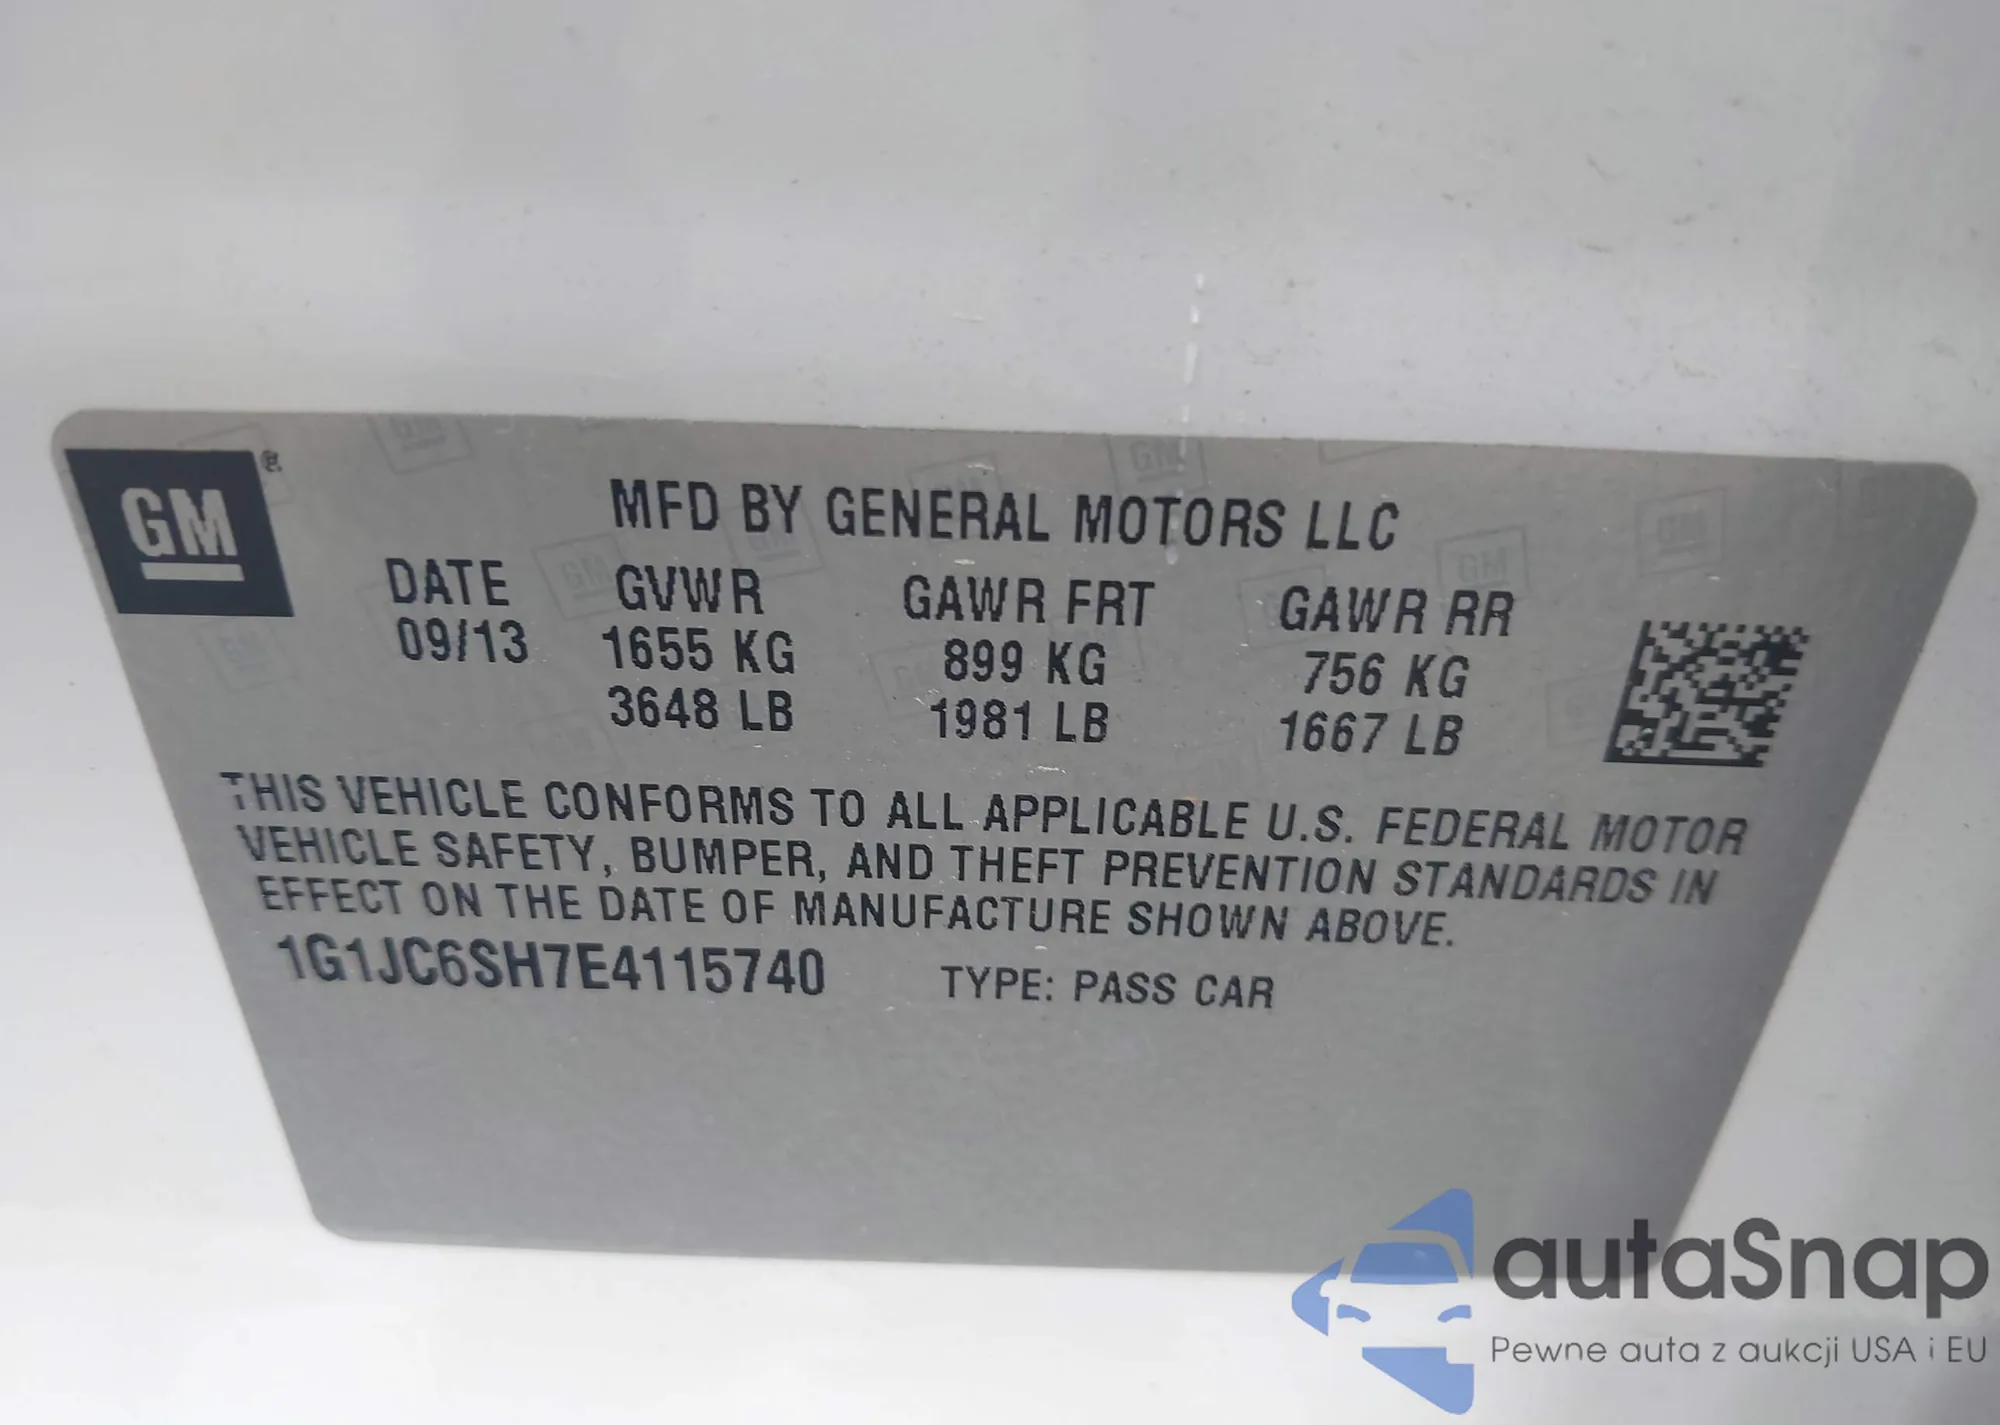 GM
MFD BY GENERAL MOTORS LLC
DATE GVWR GAWR FRT GAWR RR
09/13 1655 KG 899 KG 756 KG
3648 LB 1981 LB 1667 LB
THIS VEHICLE CONFORMS TO ALL APPLICABLE U.S. FEDERAL MOTOR
VEHICLE SAFETY, BUMPER, AND THEFT PREVENTION STANDARDS IN
EFFECT ON THE DATE OF MANUFACTURE SHOWN ABOVE.
1G1JC6SH7E4115740 TYPE: PASS CAR
autaSnap
Pewne auta z aukcji USA i EU